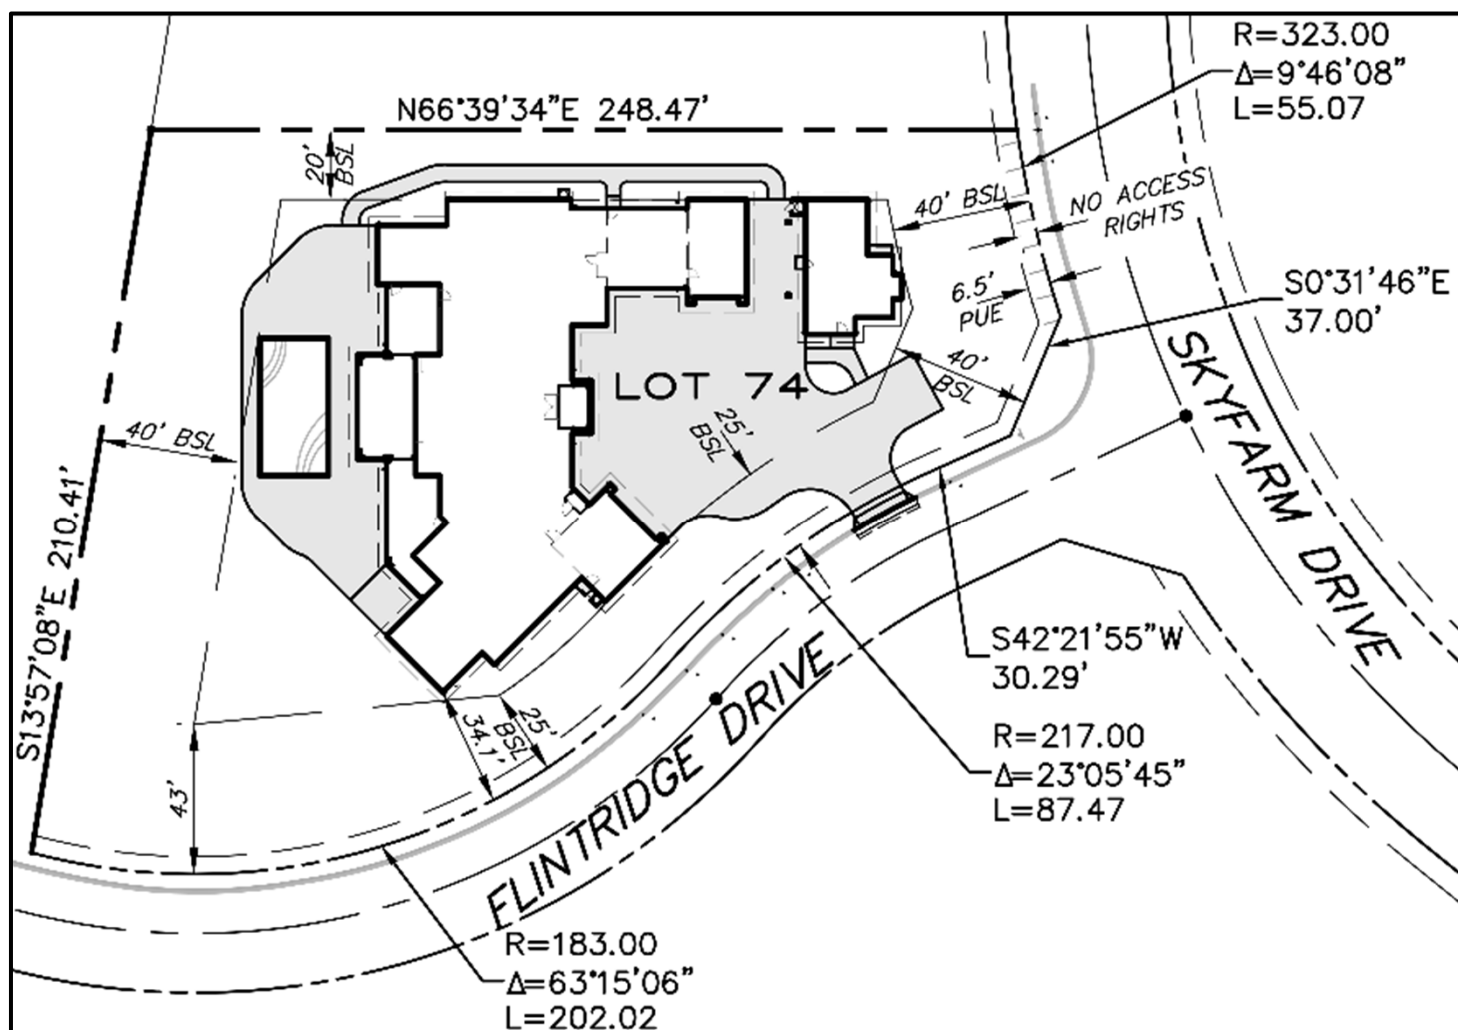 R=323.00
Δ=9°46'08"
L=55.07
N66°39'34"E 248.47'
20'
BSL
40' BSL
NO ACCESS
RIGHTS
6.5'
PUE
S0°31'46"E
37.00'
40'
BSL
LOT 74
25'
BSL
40' BSL
SKYFARM DRIVE
S13°57'08"E 210.41'
S42°21'55"W
30.29'
25'
BSL
34.1'
43'
FLINTRIDGE DRIVE
R=217.00
Δ=23°05'45"
L=87.47
R=183.00
Δ=63°15'06"
L=202.02